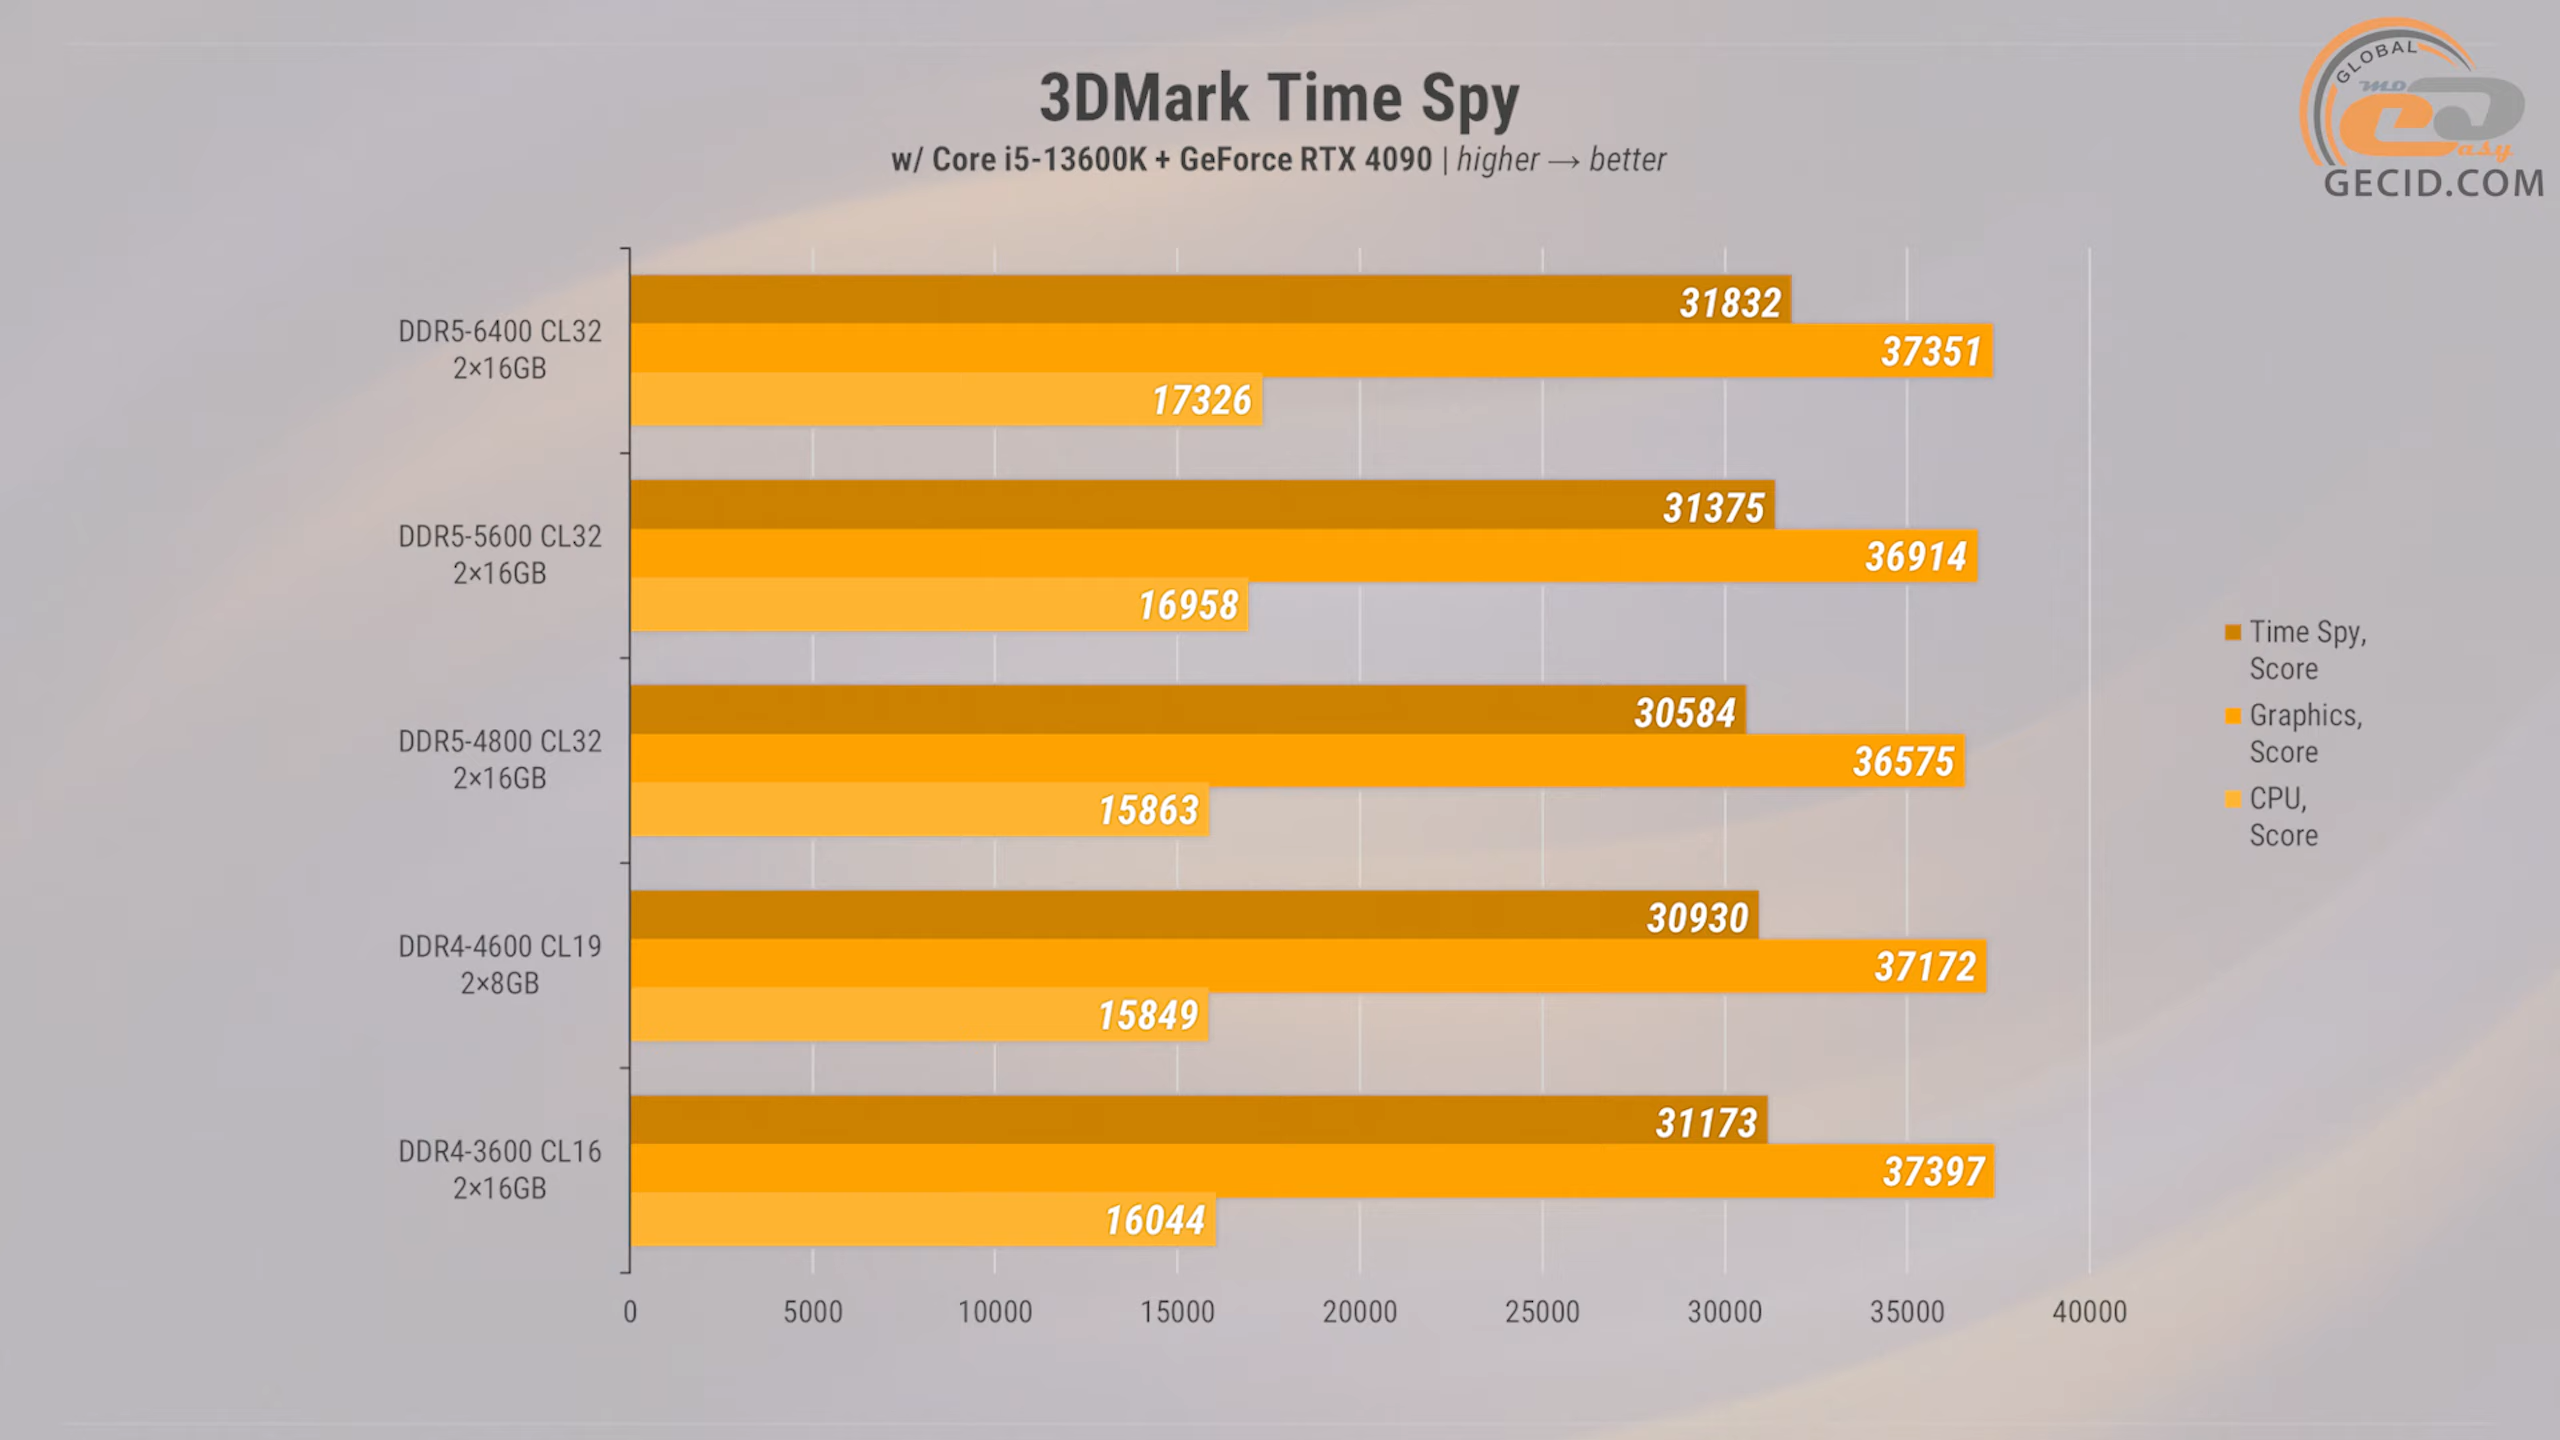 3DMark Time Spy
w/ Core i5-13600K + GeForce RTX 4090 | higher → better
GLOBAL
MO
Easy
GECID.COM
DDR5-6400 CL32
2×16GB
31832
37351
17326
DDR5-5600 CL32
2×16GB
31375
36914
16958
DDR5-4800 CL32
2×16GB
30584
36575
15863
DDR4-4600 CL19
2×8GB
30930
37172
15849
DDR4-3600 CL16
2×16GB
31173
37397
16044
0 5000 10000 15000 20000 25000 30000 35000 40000
Time Spy,
Score
Graphics,
Score
CPU,
Score